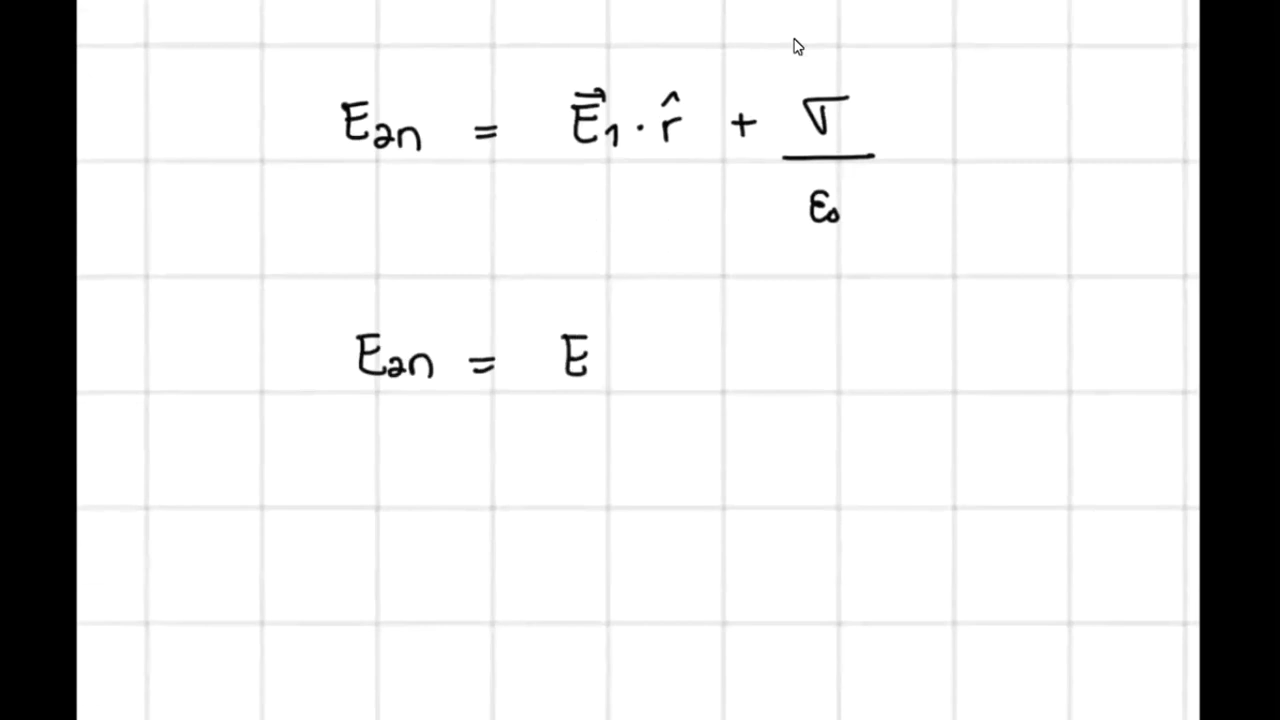 E₂n = E⃗₁ · r̂ + σ/ε₀
E₂n = E